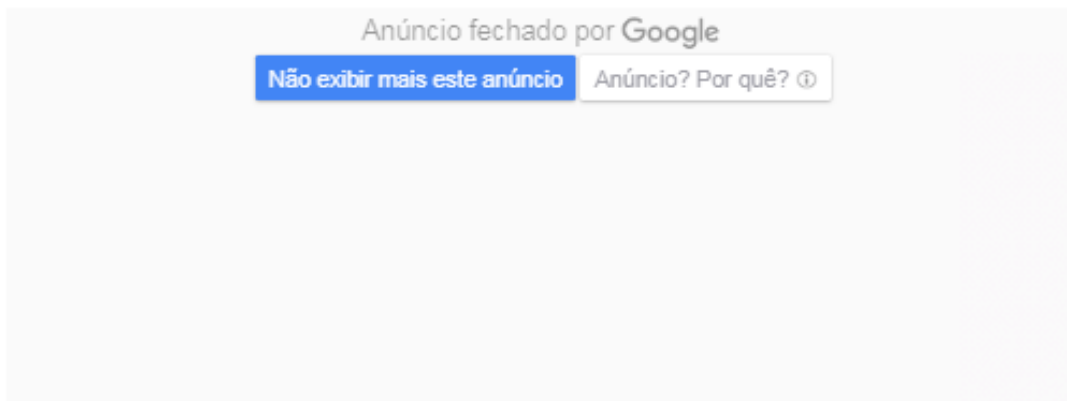 Anúncio fechado por Google
Não exibir mais este anúncio Anúncio? Por quê?